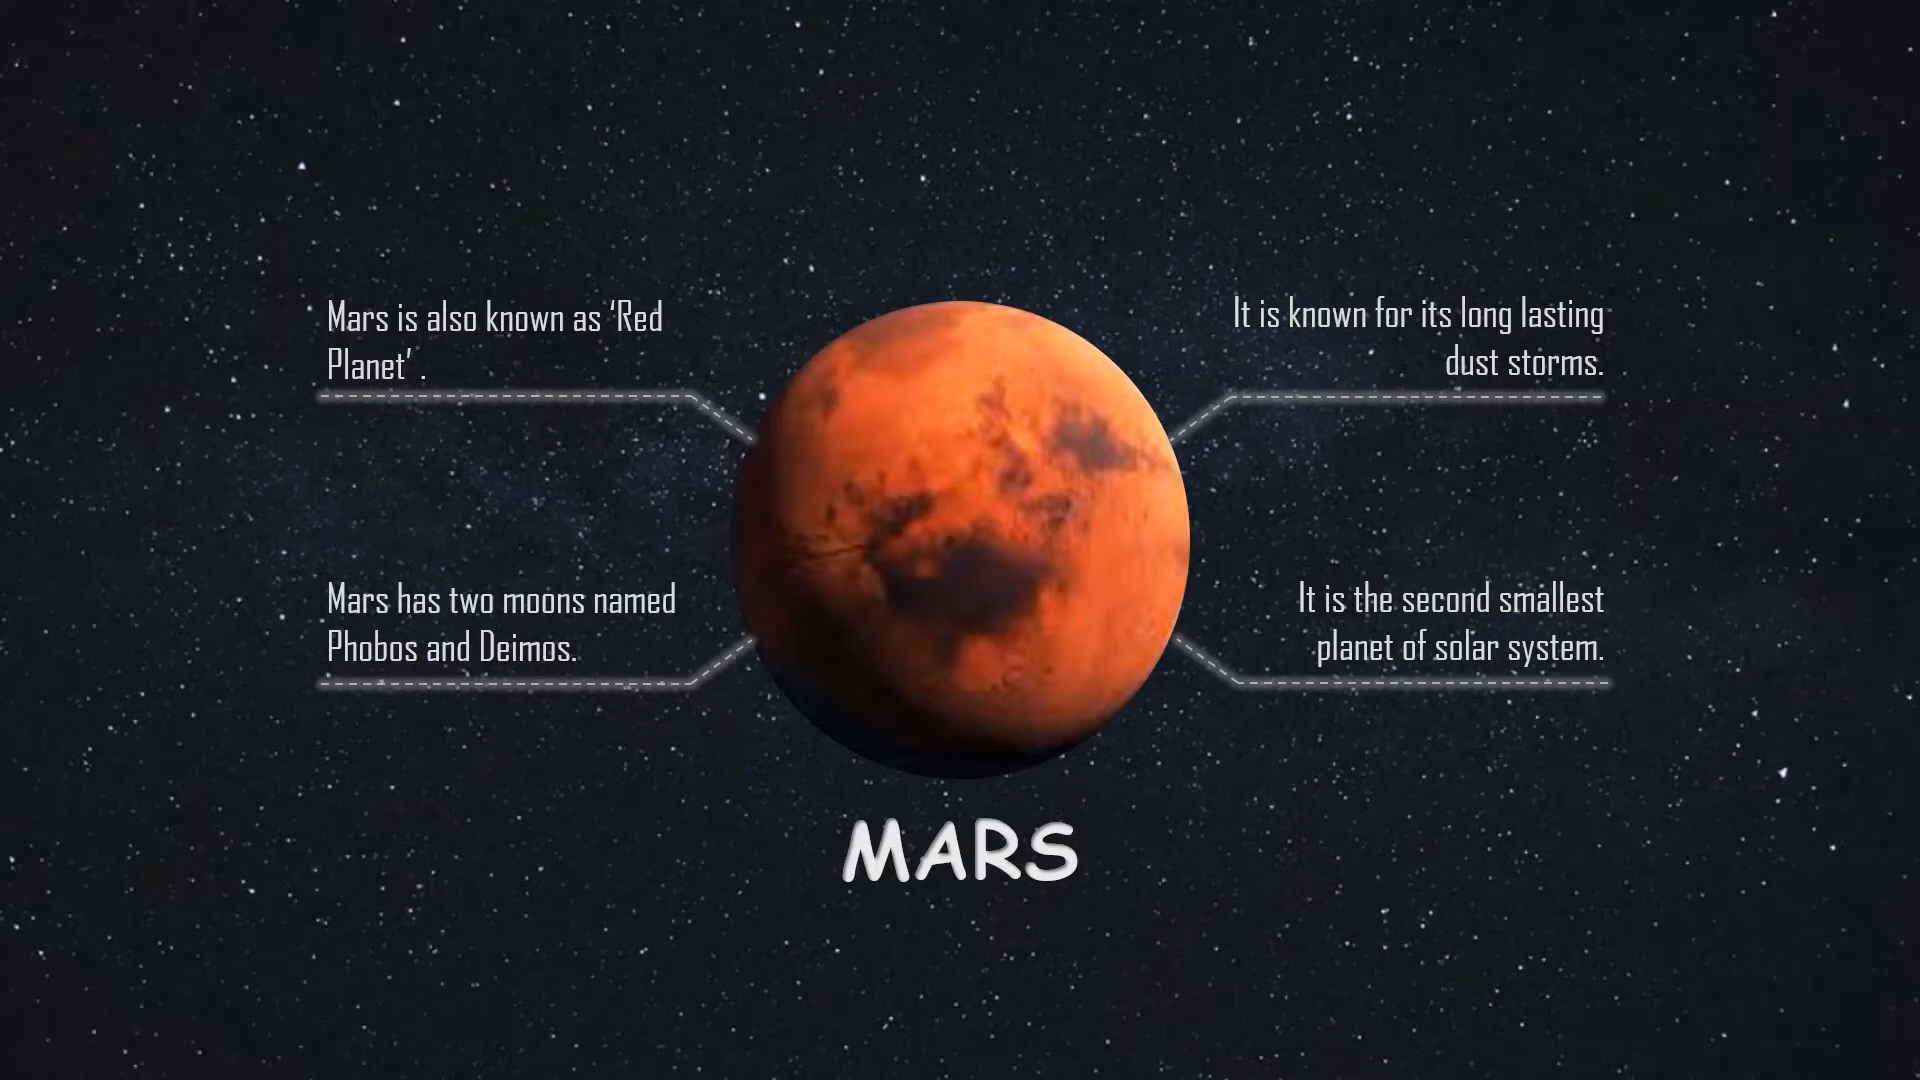 Mars is also known as ‘Red
Planet’ .
It is known for its long lasting
dust storms.
Mars has two moons named
Phobos and Deimos.
It is the second smallest
planet of solar system.
MARS